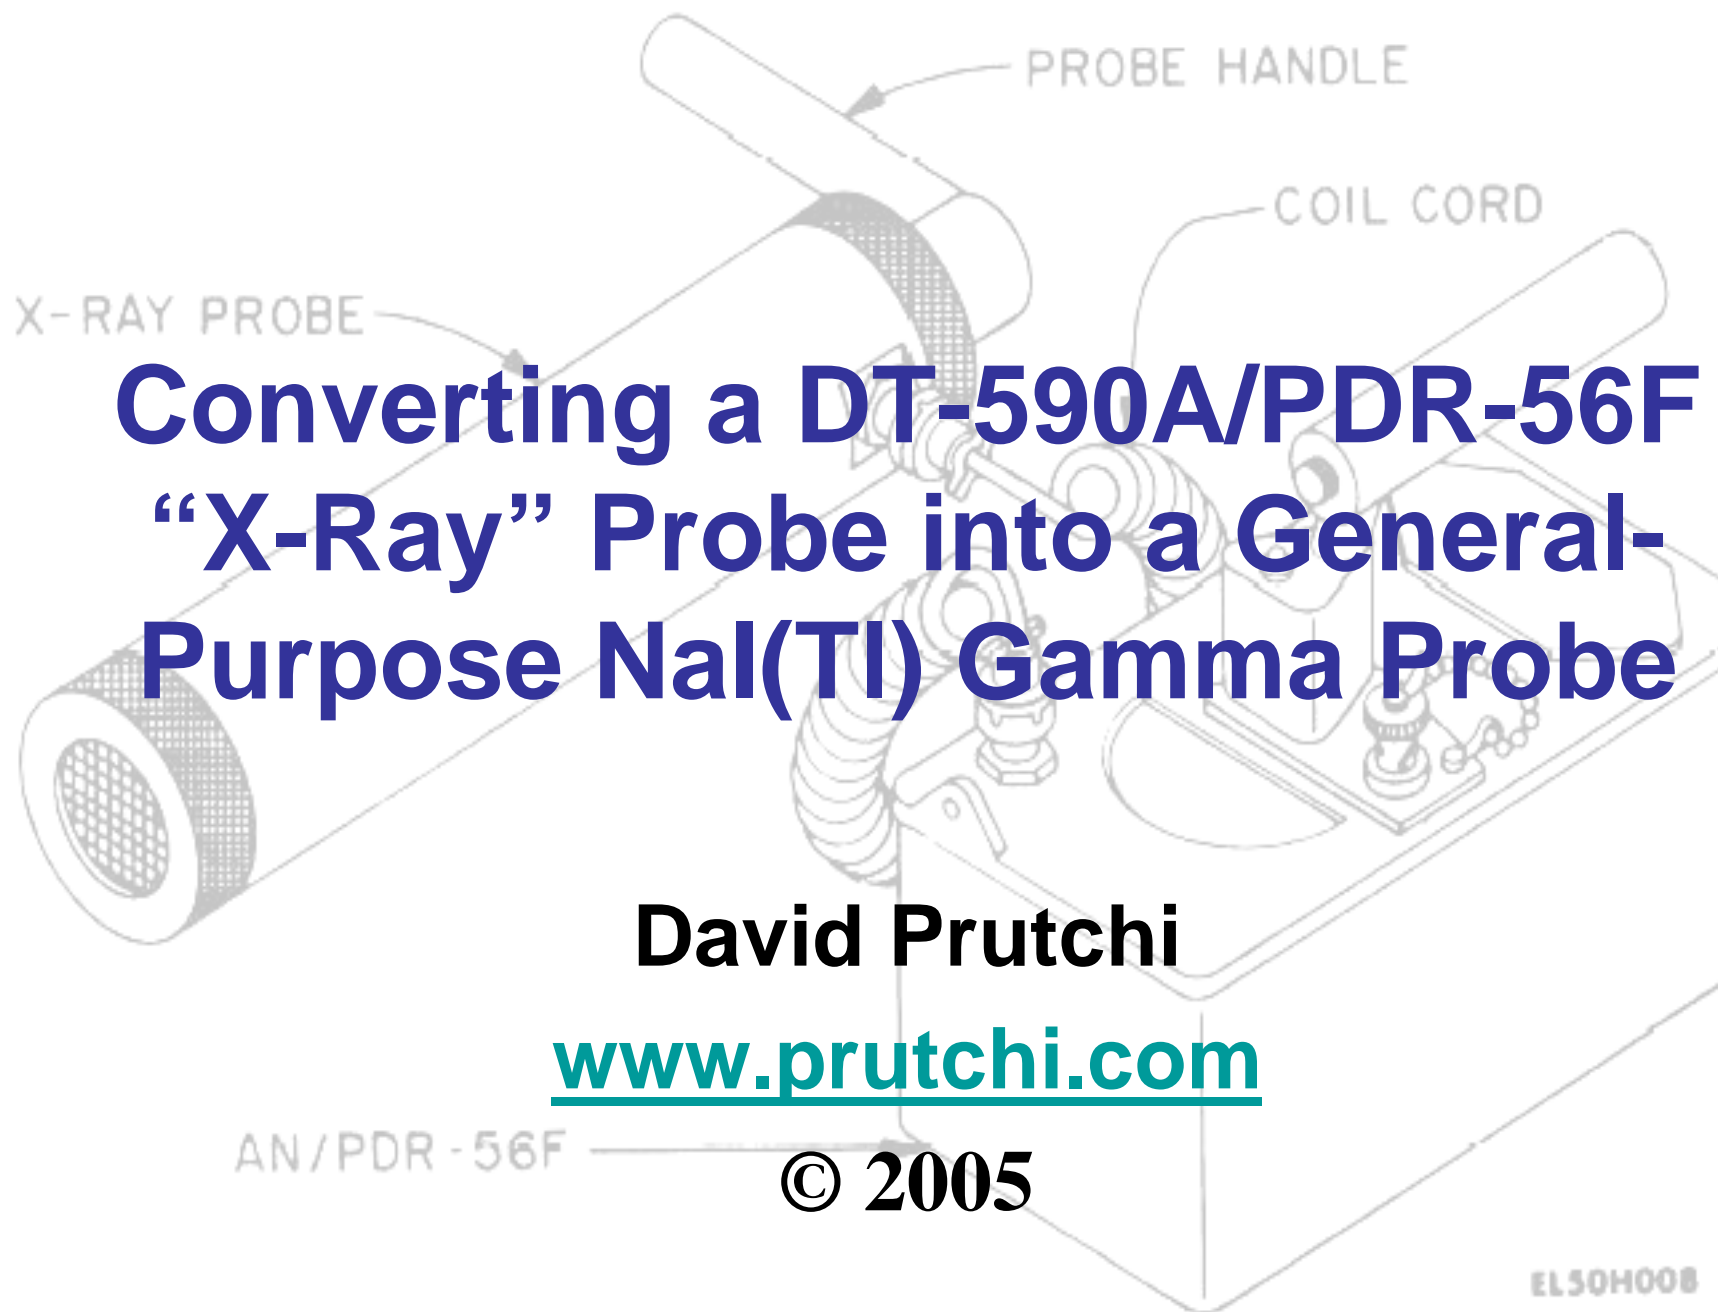 PROBE HANDLE
COIL CORD
X-RAY PROBE
Converting a DT-590A/PDR-56F
“X-Ray” Probe into a General-
Purpose NaI(Tl) Gamma Probe
David Prutchi
www.prutchi.com
AN/PDR-56F
© 2005
EL50H008